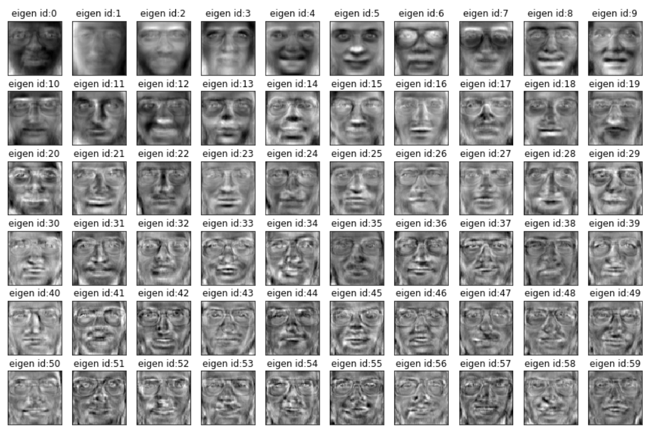 eigen id:0 eigen id:1 eigen id:2 eigen id:3 eigen id:4 eigen id:5 eigen id:6 eigen id:7 eigen id:8 eigen id:9
eigen id:10 eigen id:11 eigen id:12 eigen id:13 eigen id:14 eigen id:15 eigen id:16 eigen id:17 eigen id:18 eigen id:19
eigen id:20 eigen id:21 eigen id:22 eigen id:23 eigen id:24 eigen id:25 eigen id:26 eigen id:27 eigen id:28 eigen id:29
eigen id:30 eigen id:31 eigen id:32 eigen id:33 eigen id:34 eigen id:35 eigen id:36 eigen id:37 eigen id:38 eigen id:39
eigen id:40 eigen id:41 eigen id:42 eigen id:43 eigen id:44 eigen id:45 eigen id:46 eigen id:47 eigen id:48 eigen id:49
eigen id:50 eigen id:51 eigen id:52 eigen id:53 eigen id:54 eigen id:55 eigen id:56 eigen id:57 eigen id:58 eigen id:59